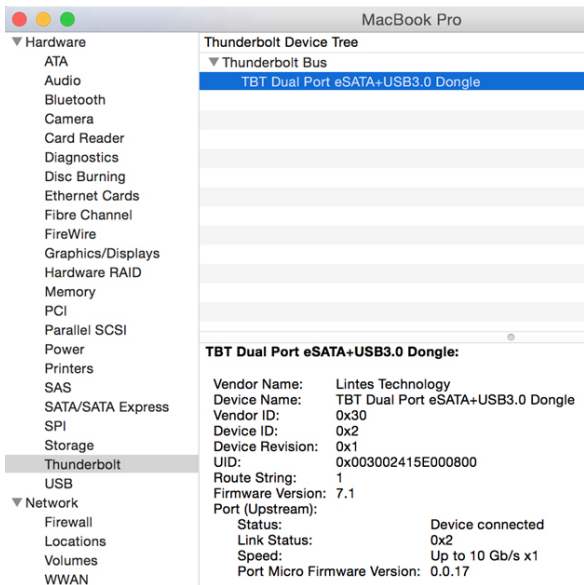 MacBook Pro
Hardware
ATA
Audio
Bluetooth
Camera
Card Reader
Diagnostics
Disc Burning
Ethernet Cards
Fibre Channel
FireWire
Graphics/Displays
Hardware RAID
Memory
PCI
Parallel SCSI
Power
Printers
SAS
SATA/SATA Express
SPI
Storage
Thunderbolt
USB
Network
Firewall
Locations
Volumes
WWAN
Thunderbolt Device Tree
Thunderbolt Bus
TBT Dual Port eSATA+USB3.0 Dongle
TBT Dual Port eSATA+USB3.0 Dongle:
Vendor Name: Lintes Technology
Device Name: TBT Dual Port eSATA+USB3.0 Dongle
Vendor ID: 0x30
Device ID: 0x2
Device Revision: 0x1
UID: 0x003002415E000800
Route String: 1
Firmware Version: 7.1
Port (Upstream):
Status: Device connected
Link Status: 0x2
Speed: Up to 10 Gb/s x1
Port Micro Firmware Version: 0.0.17